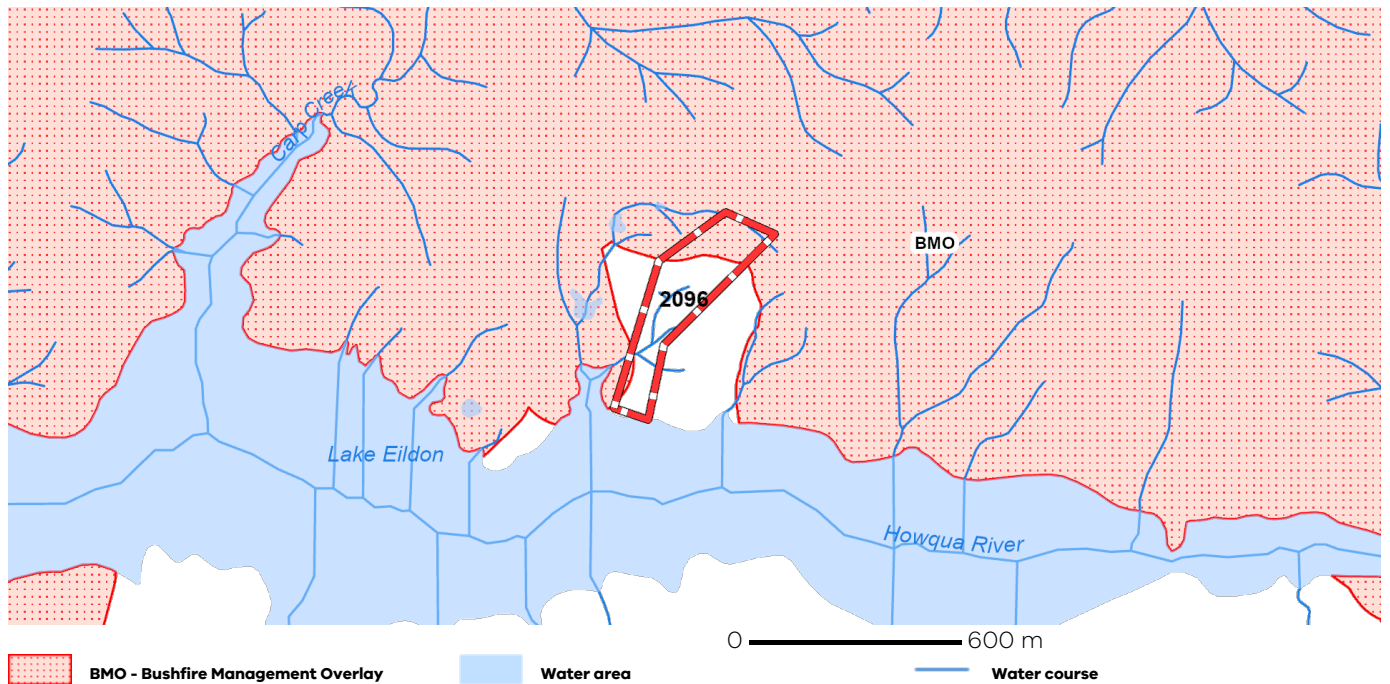 Carp Creek
BMO
2096
Lake Eildon
Howqua River
0 600 m
BMO - Bushfire Management Overlay
Water area
Water course